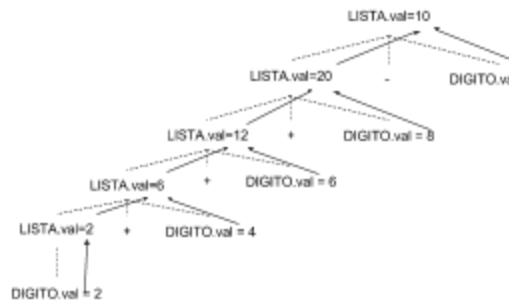 LISTA.val=10
LISTA.val=20 - DIGITO.va
LISTA.val=12 + DIGITO.val = 8
LISTA.val=6 + DIGITO.val = 6
LISTA.val=2 + DIGITO.val = 4
DIGITO.val = 2